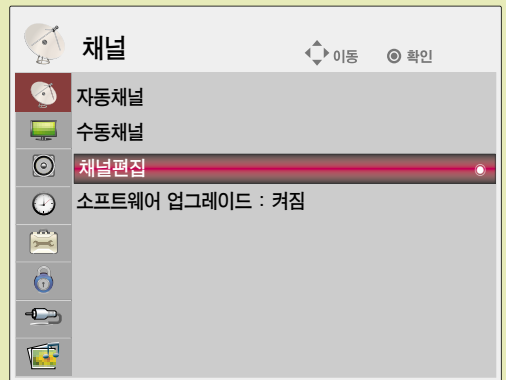 채널
이동 확인
자동채널
수동채널
채널편집
소프트웨어 업그레이드 : 켜짐